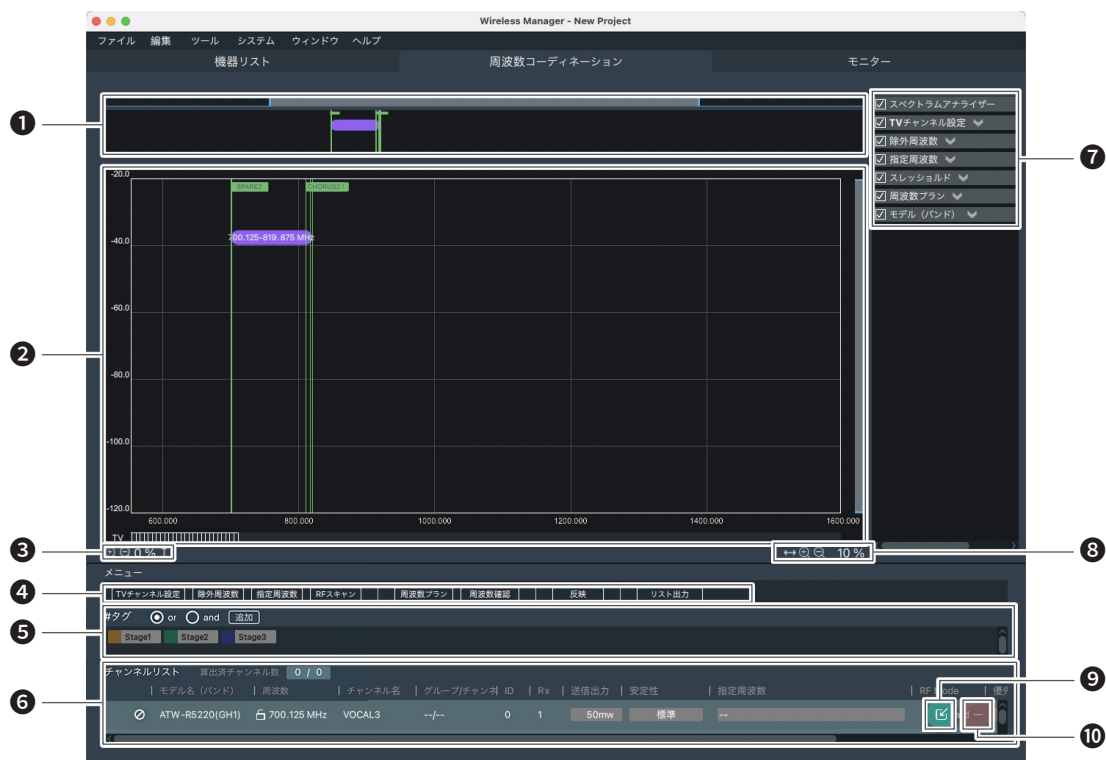 Wireless Manager - New Project
ファイル 編集 ツール システム ウィンドウ ヘルプ
機器リスト 周波数コーディネーション モニター
❶
スペクトラムアナライザー
TVチャンネル設定
除外周波数
指定周波数
スレッショルド
周波数プラン
モデル（バンド）
❼
❷
-20.0
SPARE2 CHORUS2
700.125-819.875 MHz
-40.0
-60.0
-80.0
-100.0
-120.0
600.000 800.000 1000.000 1200.000 1400.000 1600.000
TV
❸
0 %
10 %
❽
メニュー
❹
TVチャンネル設定 除外周波数 指定周波数 RFスキャン 周波数プラン 周波数確認 反映 リスト出力
❺
#タグ or and 追加
Stage1 Stage2 Stage3
❻
チャンネルリスト 算出済チャンネル数 0 / 0
モデル名（バンド） 周波数 チャンネル名 グループ/チャンネ ID Rx 送信出力 安定性 指定周波数 RF Mode
ATW-R5220(GH1) 700.125 MHz VOCAL3 --/-- 0 1 50mw 標準 --
❾
❿